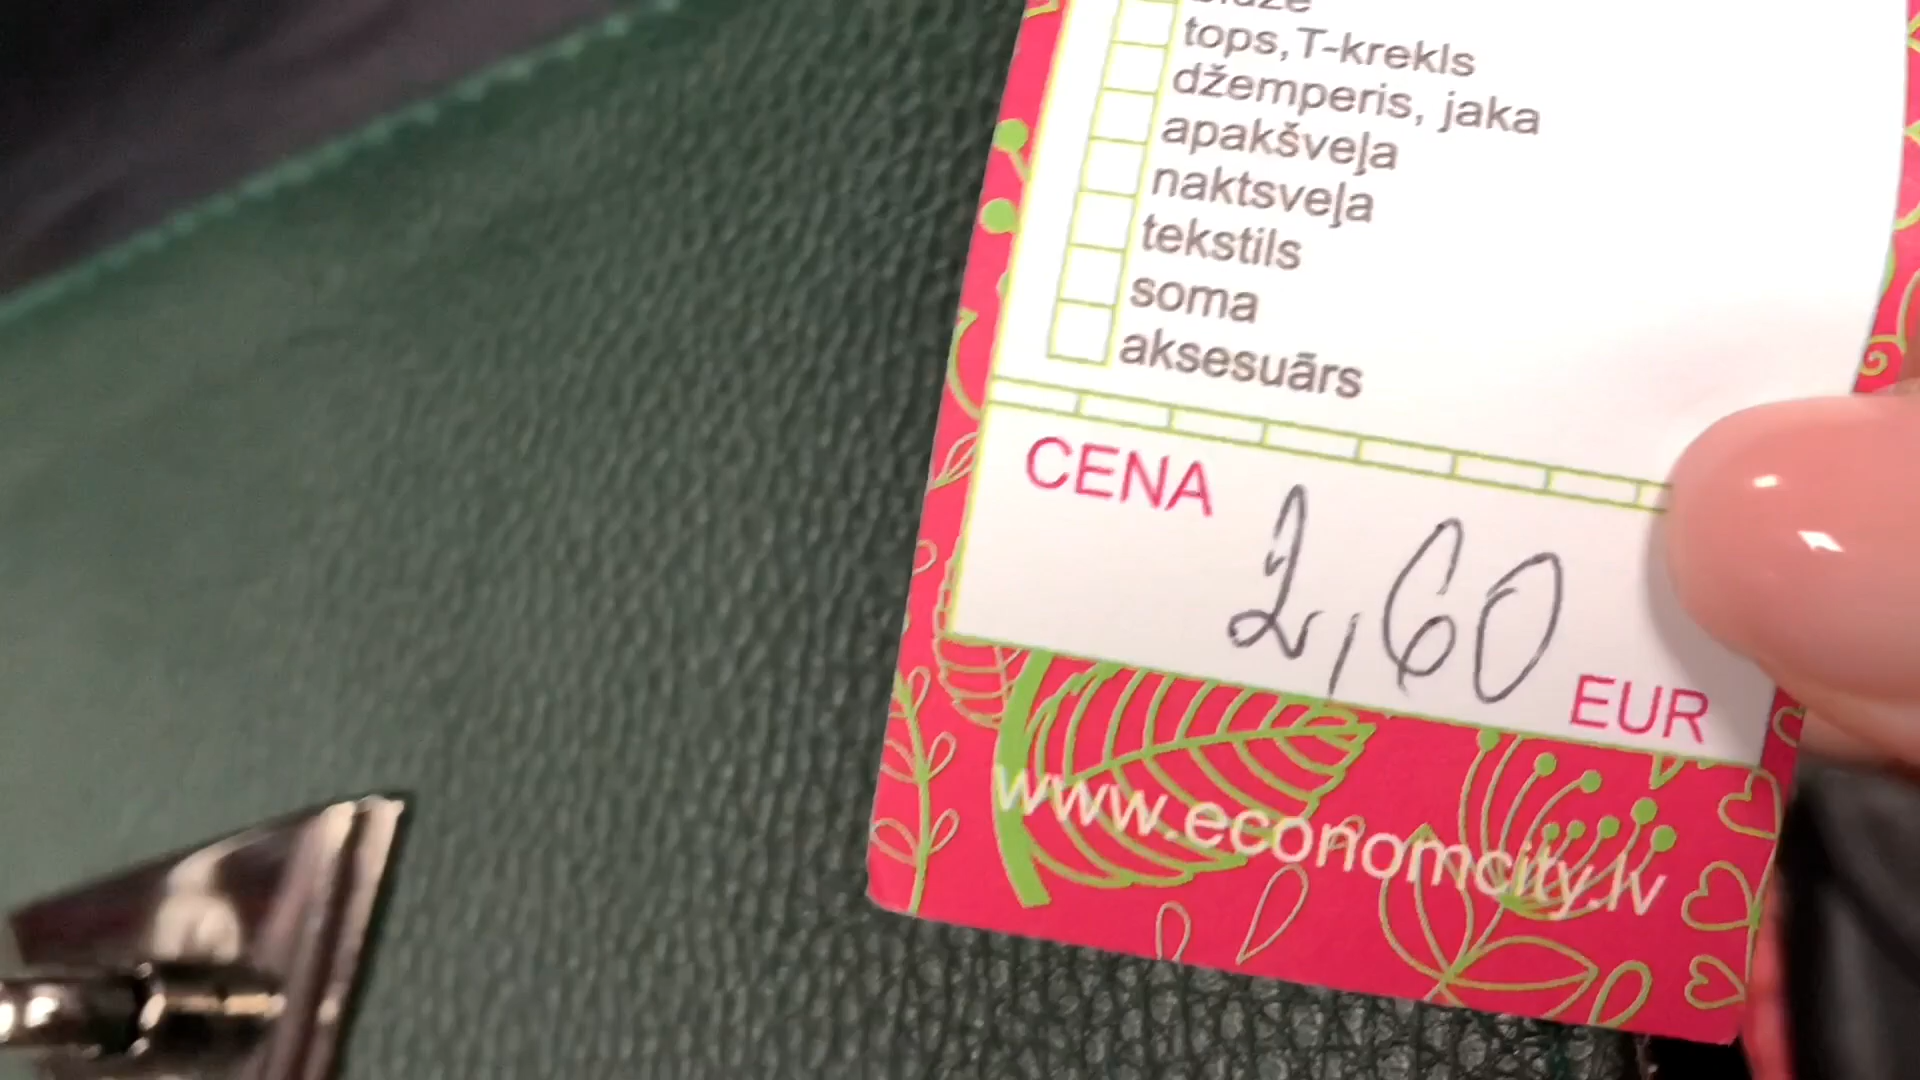 tops, T-krekls
džemperis, jaka
apakšveļa
naktsveļa
tekstils
soma
aksesuārs
CENA 2,60 EUR
www.economcity.lv